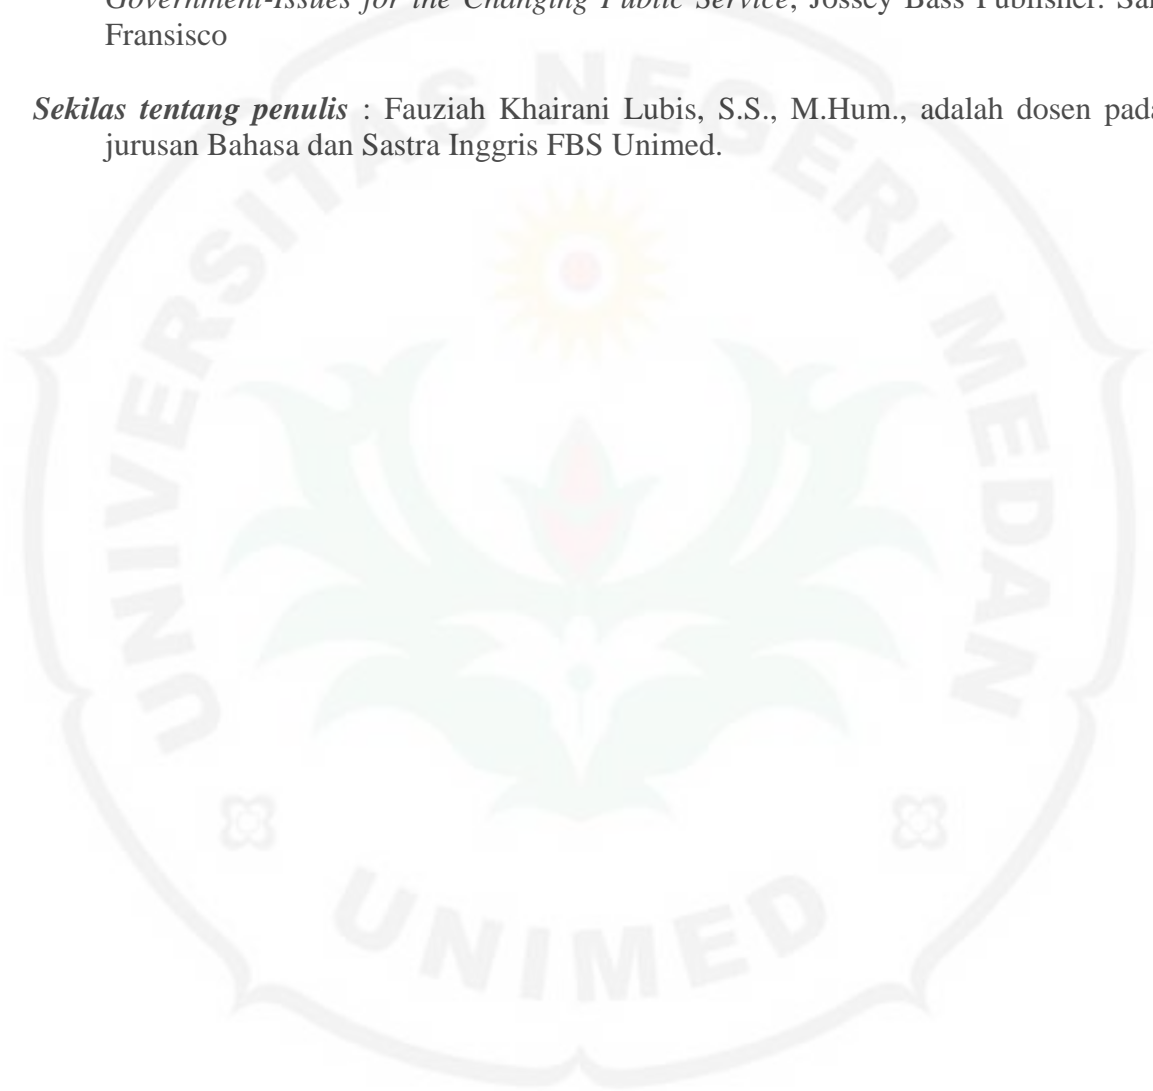 Government-Issues for the Changing Public Service, Jossey Bass Publisher. San
Fransisco
Sekilas tentang penulis : Fauziah Khairani Lubis, S.S., M.Hum., adalah dosen pada
jurusan Bahasa dan Sastra Inggris FBS Unimed.
UNIVERSITAS NEGERI MEDAN
UNIMED